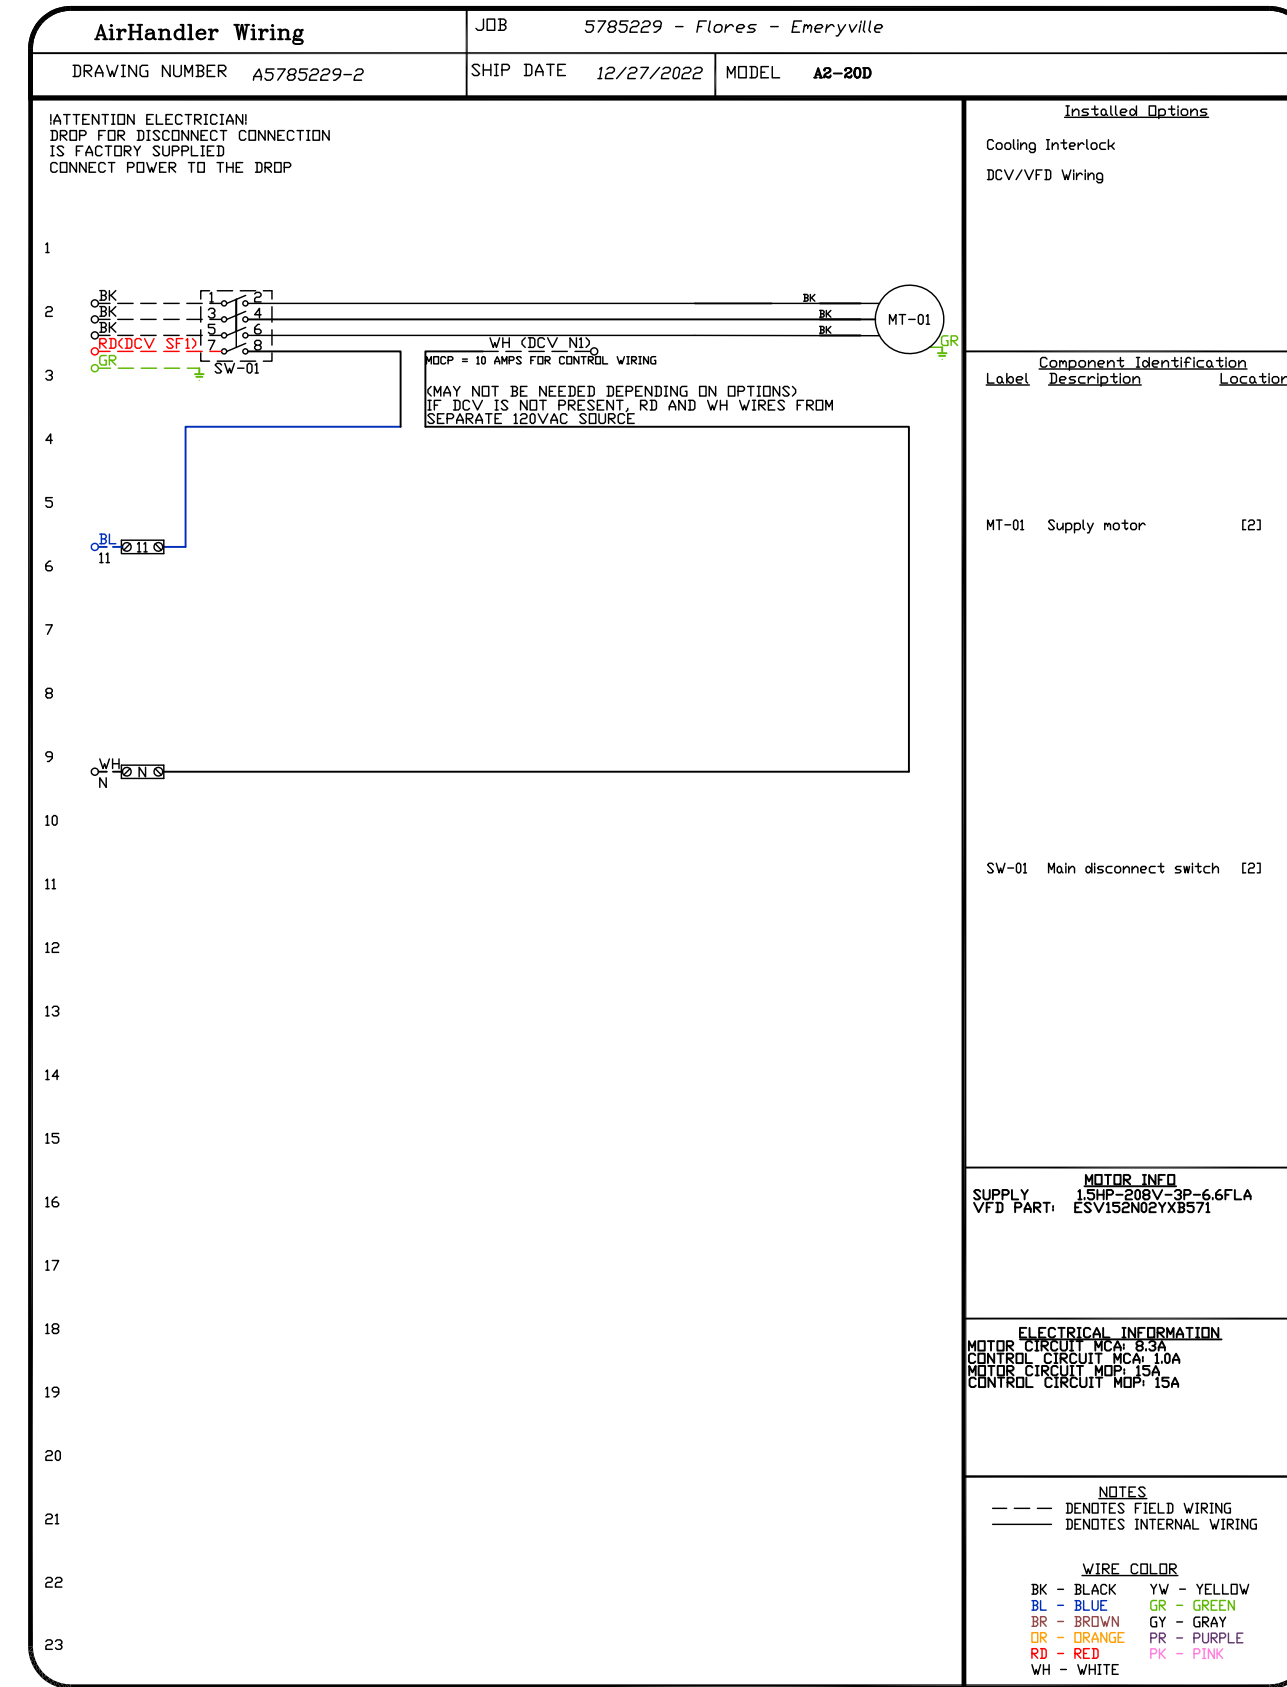 AirHandler Wiring
JOB 5785229 - Flores - Emeryville
DRAWING NUMBER A5785229-2
SHIP DATE 12/27/2022 MODEL A2-20D
!ATTENTION ELECTRICIAN!
DROP FOR DISCONNECT CONNECTION
IS FACTORY SUPPLIED
CONNECT POWER TO THE DROP
1
2
3
4
5
6
7
8
9
10
11
12
13
14
15
16
17
18
19
20
21
22
23
BK 1 2 BK
BK 3 4 BK
BK 5 6 BK
RD(DCV SF1) 7 8
GR
SW-01
MT-01
GR
WH (DCV N1)
MOCP = 10 AMPS FOR CONTROL WIRING
(MAY NOT BE NEEDED DEPENDING ON OPTIONS)
IF DCV IS NOT PRESENT, RD AND WH WIRES FROM
SEPARATE 120VAC SOURCE
BL 11
11
WH N
N
Installed Options
Cooling Interlock
DCV/VFD Wiring
Component Identification
Label Description Location
MT-01 Supply motor [2]
SW-01 Main disconnect switch [2]
MOTOR INFO
SUPPLY 1.5HP-208V-3P-6.6FLA
VFD PART: ESV152N02YXB571
ELECTRICAL INFORMATION
MOTOR CIRCUIT MCA: 8.3A
CONTROL CIRCUIT MCA: 1.0A
MOTOR CIRCUIT MOP: 15A
CONTROL CIRCUIT MOP: 15A
NOTES
DENOTES FIELD WIRING
DENOTES INTERNAL WIRING
WIRE COLOR
BK - BLACK YW - YELLOW
BL - BLUE GR - GREEN
BR - BROWN GY - GRAY
OR - ORANGE PR - PURPLE
RD - RED PK - PINK
WH - WHITE